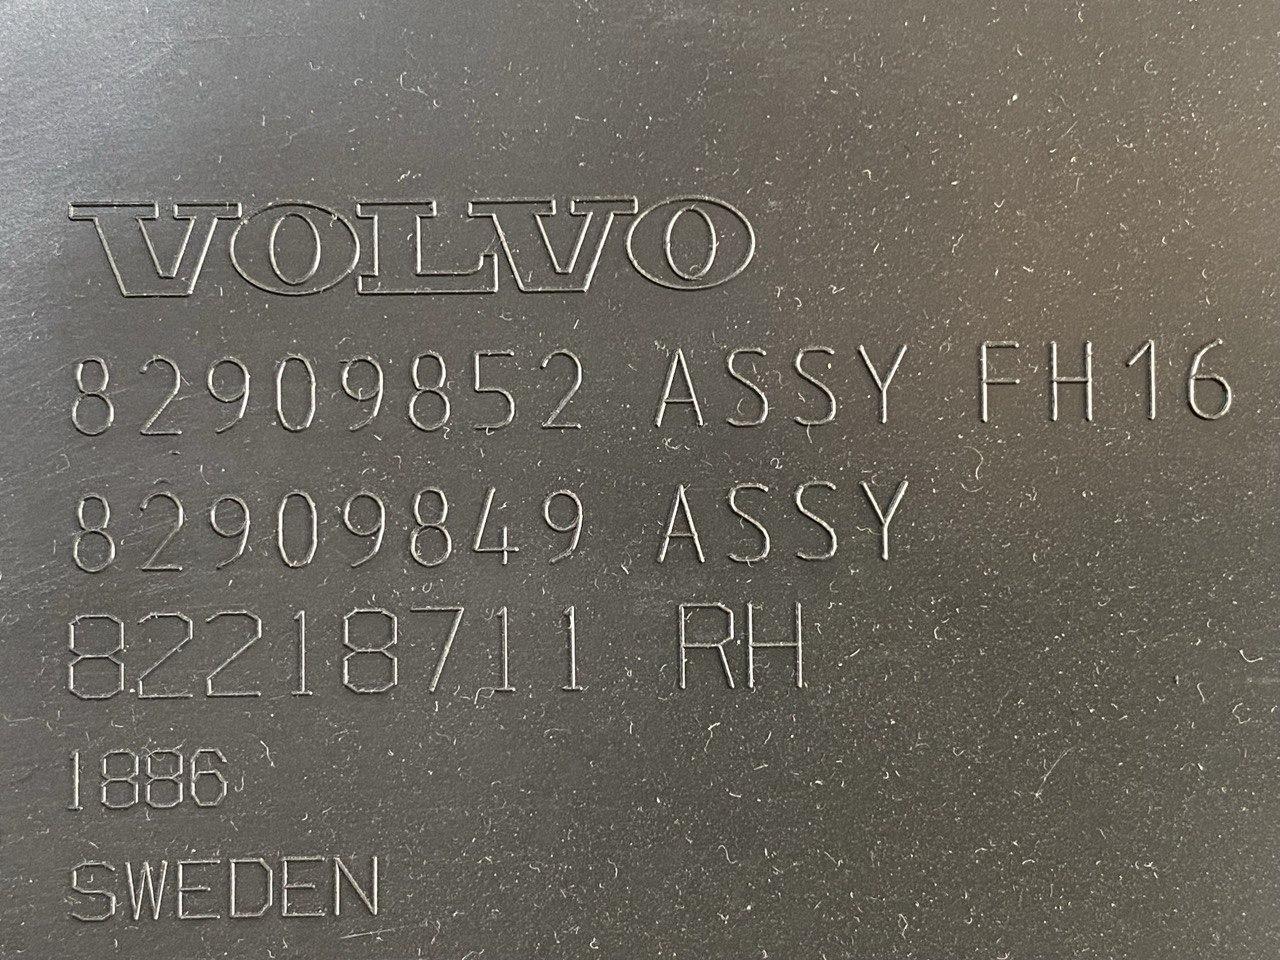 VOLVO
82909852 ASSY FH16
82909849 ASSY
82218711 RH
1886
SWEDEN